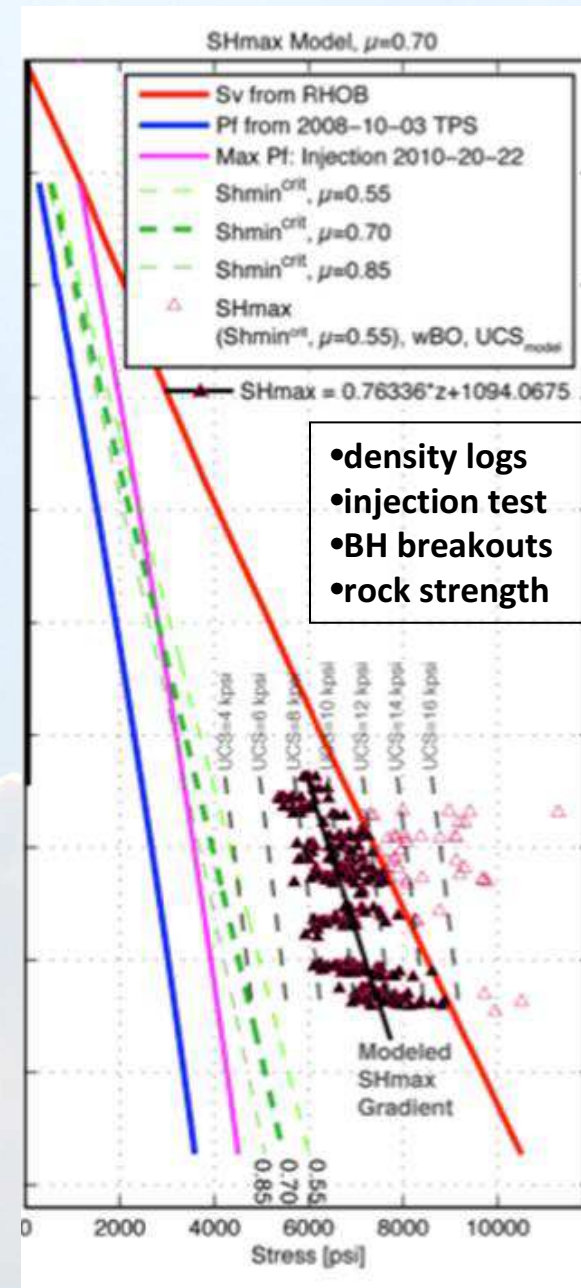 SHmax Model, μ=0.70
Sv from RHOB
Pf from 2008-10-03 TPS
Max Pf: Injection 2010-20-22
Shmin^crit, μ=0.55
Shmin^crit, μ=0.70
Shmin^crit, μ=0.85
SHmax
(Shmin^crit, μ=0.55), wBO, UCS_model
SHmax = 0.76336*z+1094.0675
•density logs
•injection test
•BH breakouts
•rock strength
UCS=4 kpsi
UCS=6 kpsi
UCS=8 kpsi
UCS=10 kpsi
UCS=12 kpsi
UCS=14 kpsi
UCS=16 kpsi
Modeled
SHmax
Gradient
0.85
0.70
0.55
0 2000 4000 6000 8000 10000
Stress [psi]